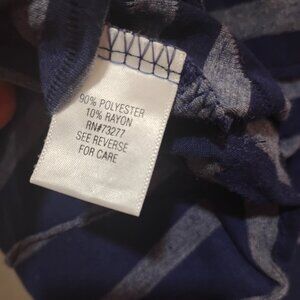 90% POLYESTER
10% RAYON
RN#73277
SEE REVERSE
FOR CARE